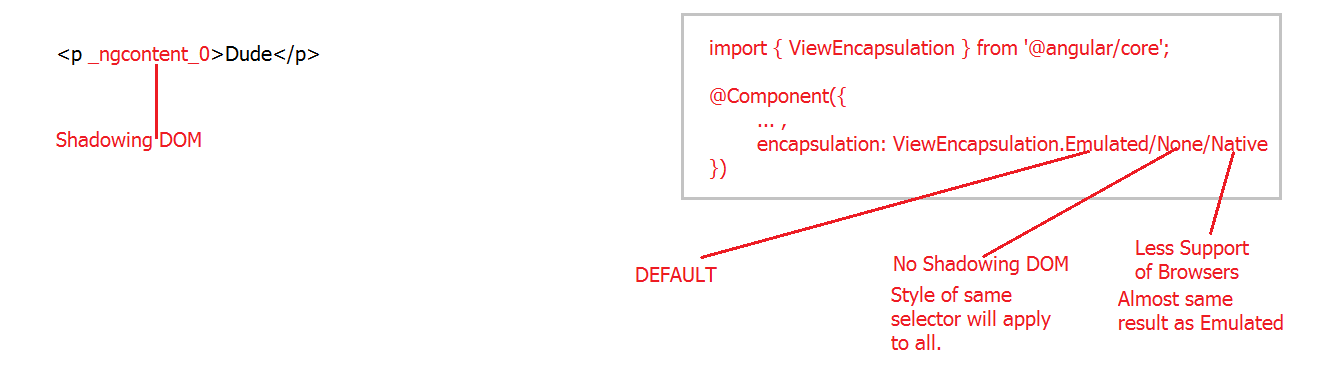 <p _ngcontent_0>Dude</p>
Shadowing DOM
import { ViewEncapsulation } from '@angular/core';
@Component({
... ,
encapsulation: ViewEncapsulation.Emulated/None/Native
})
DEFAULT
No Shadowing DOM
Style of same
selector will apply
to all.
Less Support
of Browsers
Almost same
result as Emulated